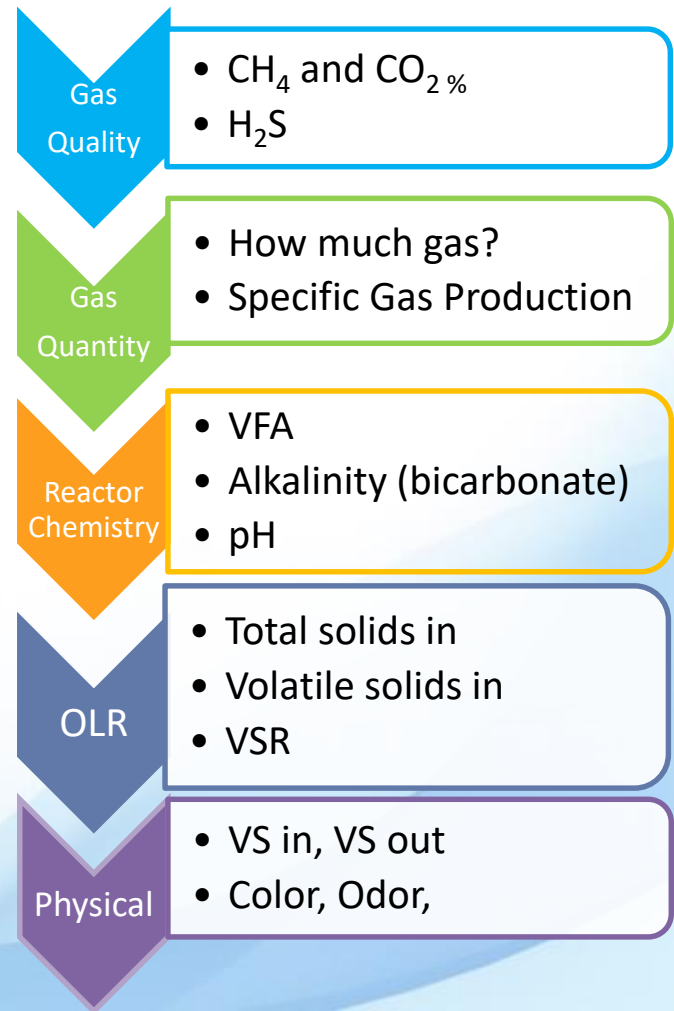 Gas
Quality
• CH₄ and CO₂ %
• H₂S
Gas
Quantity
• How much gas?
• Specific Gas Production
Reactor
Chemistry
• VFA
• Alkalinity (bicarbonate)
• pH
OLR
• Total solids in
• Volatile solids in
• VSR
Physical
• VS in, VS out
• Color, Odor,